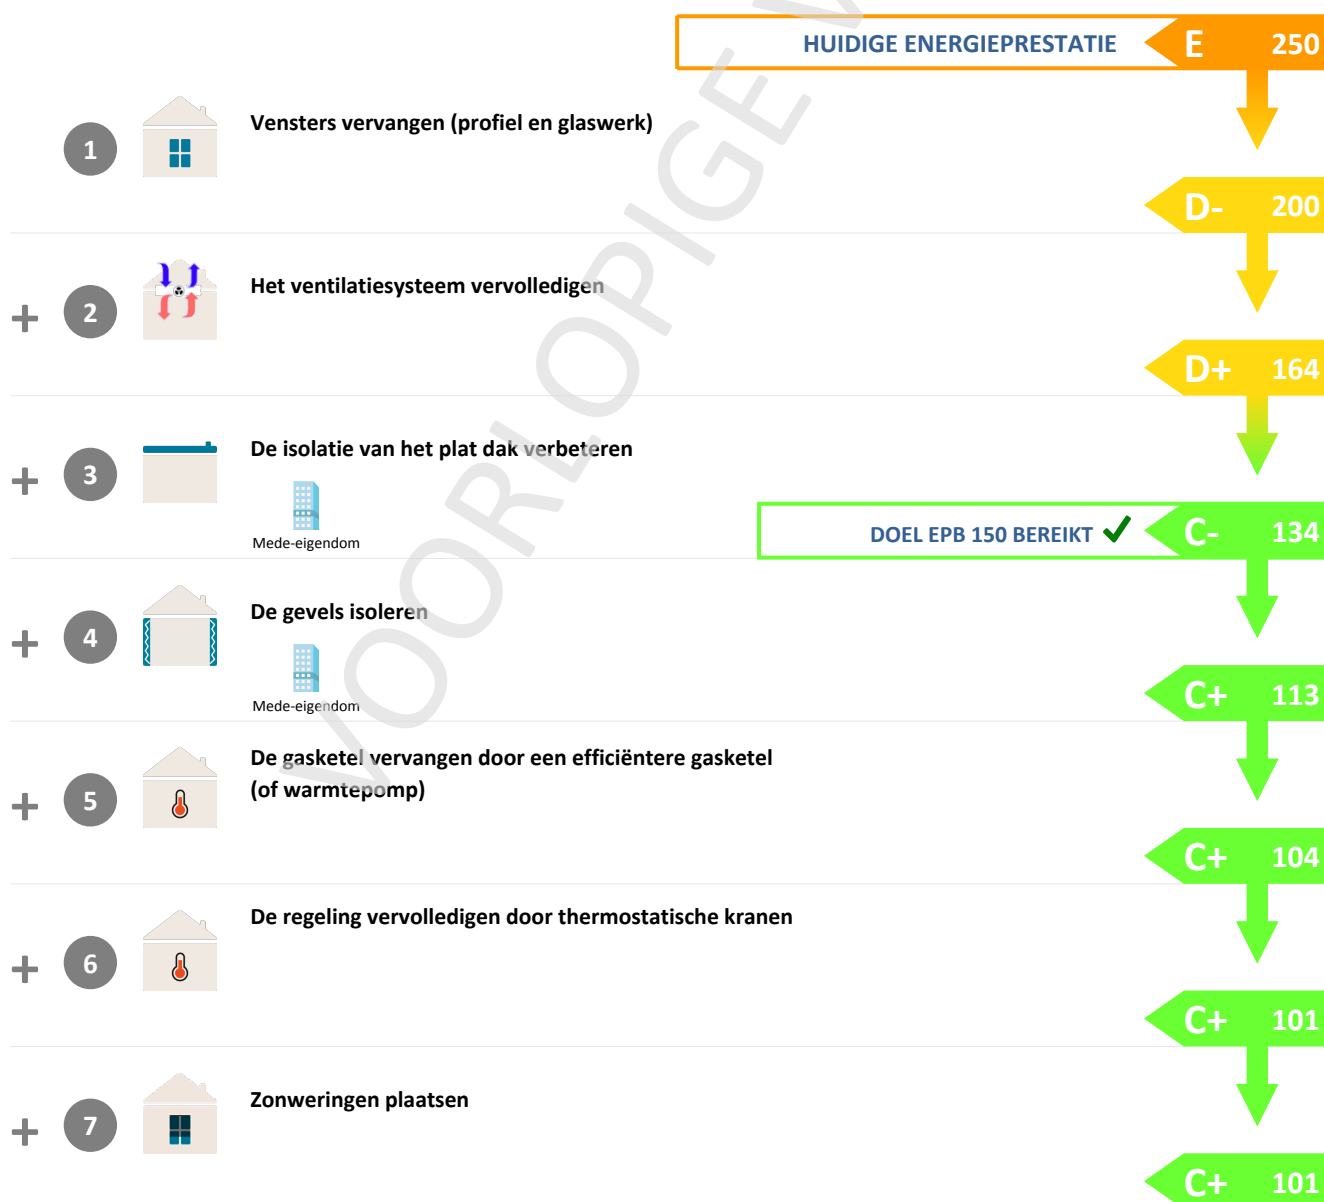 HUIDIGE ENERGIEPRESTATIE E 250
1 Vensters vervangen (profiel en glaswerk)
D- 200
+ 2 Het ventilatiesysteem vervolledigen
D+ 164
+ 3 De isolatie van het plat dak verbeteren
Mede-eigendom
DOEL EPB 150 BEREIKT ✓ C- 134
+ 4 De gevels isoleren
Mede-eigendom
C+ 113
+ 5 De gasketel vervangen door een efficiëntere gasketel
(of warmtepomp)
C+ 104
+ 6 De regeling vervolledigen door thermostatische kranen
C+ 101
+ 7 Zonweringen plaatsen
C+ 101
VOORLOPIGE